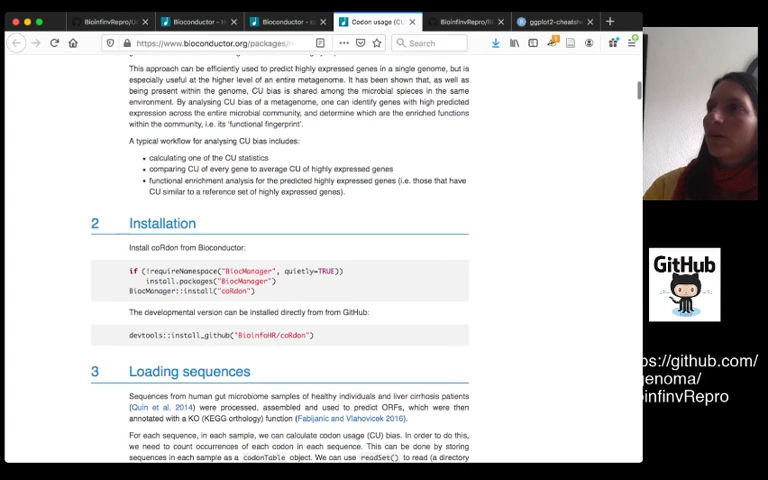 BioinfinvRepro/U
Bioconductor - H
Bioconductor -
Codon usage (CU
BioinfinvRepro/RE
ggplot2-cheatshe
https://www.bioconductor.org/packages/r
Search
This approach can be efficiently used to predict highly expressed genes in a single genome, but is
especially useful at the higher level of an entire metagenome. It has been shown that, as well as
being present within the genome, CU bias is shared among the microbial spieces in the same
environment. By analysing CU bias of a metagenome, one can identify genes with high predicted
expression across the entire microbial community, and determine which are the enriched functions
within the community, i.e. its 'functional fingerprint'.
A typical workflow for analysing CU bias includes:
• calculating one of the CU statistics
• comparing CU of every gene to average CU of highly expressed genes
• functional enrichment analysis for the predicted highly expressed genes (i.e. those that have
CU similar to a reference set of highly expressed genes).
2 Installation
Install coRdon from Bioconductor:
if (!requireNamespace("BiocManager", quietly=TRUE))
install.packages("BiocManager")
BiocManager::install("coRdon")
The developmental version can be installed directly from from GitHub:
devtools::install_github("BioinfoHR/coRdon")
3 Loading sequences
Sequences from human gut microbiome samples of healthy individuals and liver cirrhosis patients
(Quin et al. 2014) were processed, assembled and used to predict ORFs, which were then
annotated with a KO (KEGG orthology) function (Fabijanic and Vlahovicek 2016).
For each sequence, in each sample, we can calculate codon usage (CU) bias. In order to do this,
we need to count occurrences of each codon in each sequence. This can be done by storing
sequences in each sample as a codonTable object. We can use readSet() to read (a directory
GitHub
ps://github.com/
genoma/
oinfinvRepro